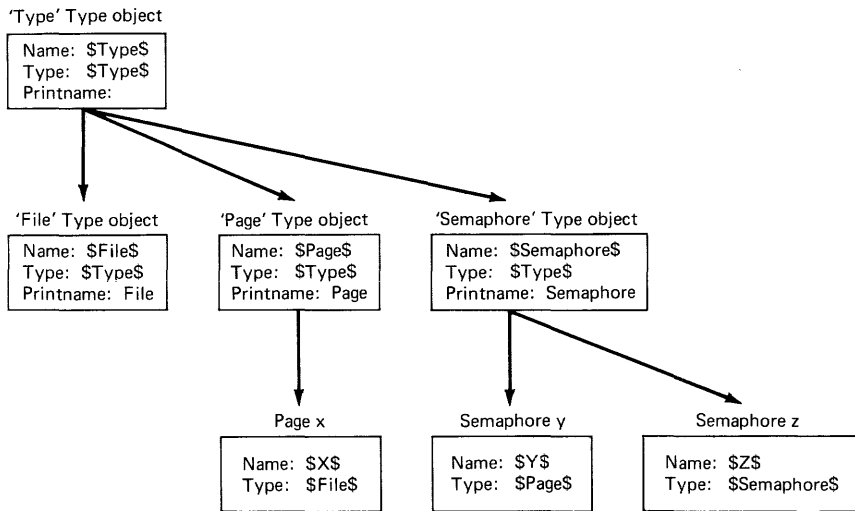 'Type' Type object
Name: $Type$
Type: $Type$
Printname:
'File' Type object
Name: $File$
Type: $Type$
Printname: File
'Page' Type object
Name: $Page$
Type: $Type$
Printname: Page
'Semaphore' Type object
Name: $Semaphore$
Type: $Type$
Printname: Semaphore
Page x
Name: $X$
Type: $File$
Semaphore y
Name: $Y$
Type: $Page$
Semaphore z
Name: $Z$
Type: $Semaphore$